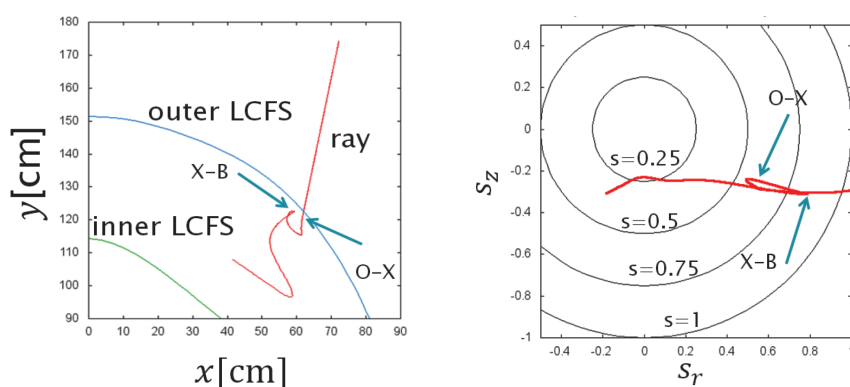 180
170
160
150
140
130
120
110
100
90
0 10 20 30 40 50 60 70 80 90
y[cm]
x[cm]
outer LCFS
X-B
ray
inner LCFS
O-X
0.4
0.2
0
-0.2
-0.4
-0.6
-0.8
-1
-0.4 -0.2 0 0.2 0.4 0.6 0.8 1
s_z
s_r
O-X
s=0.25
s=0.5
s=0.75
X-B
s=1